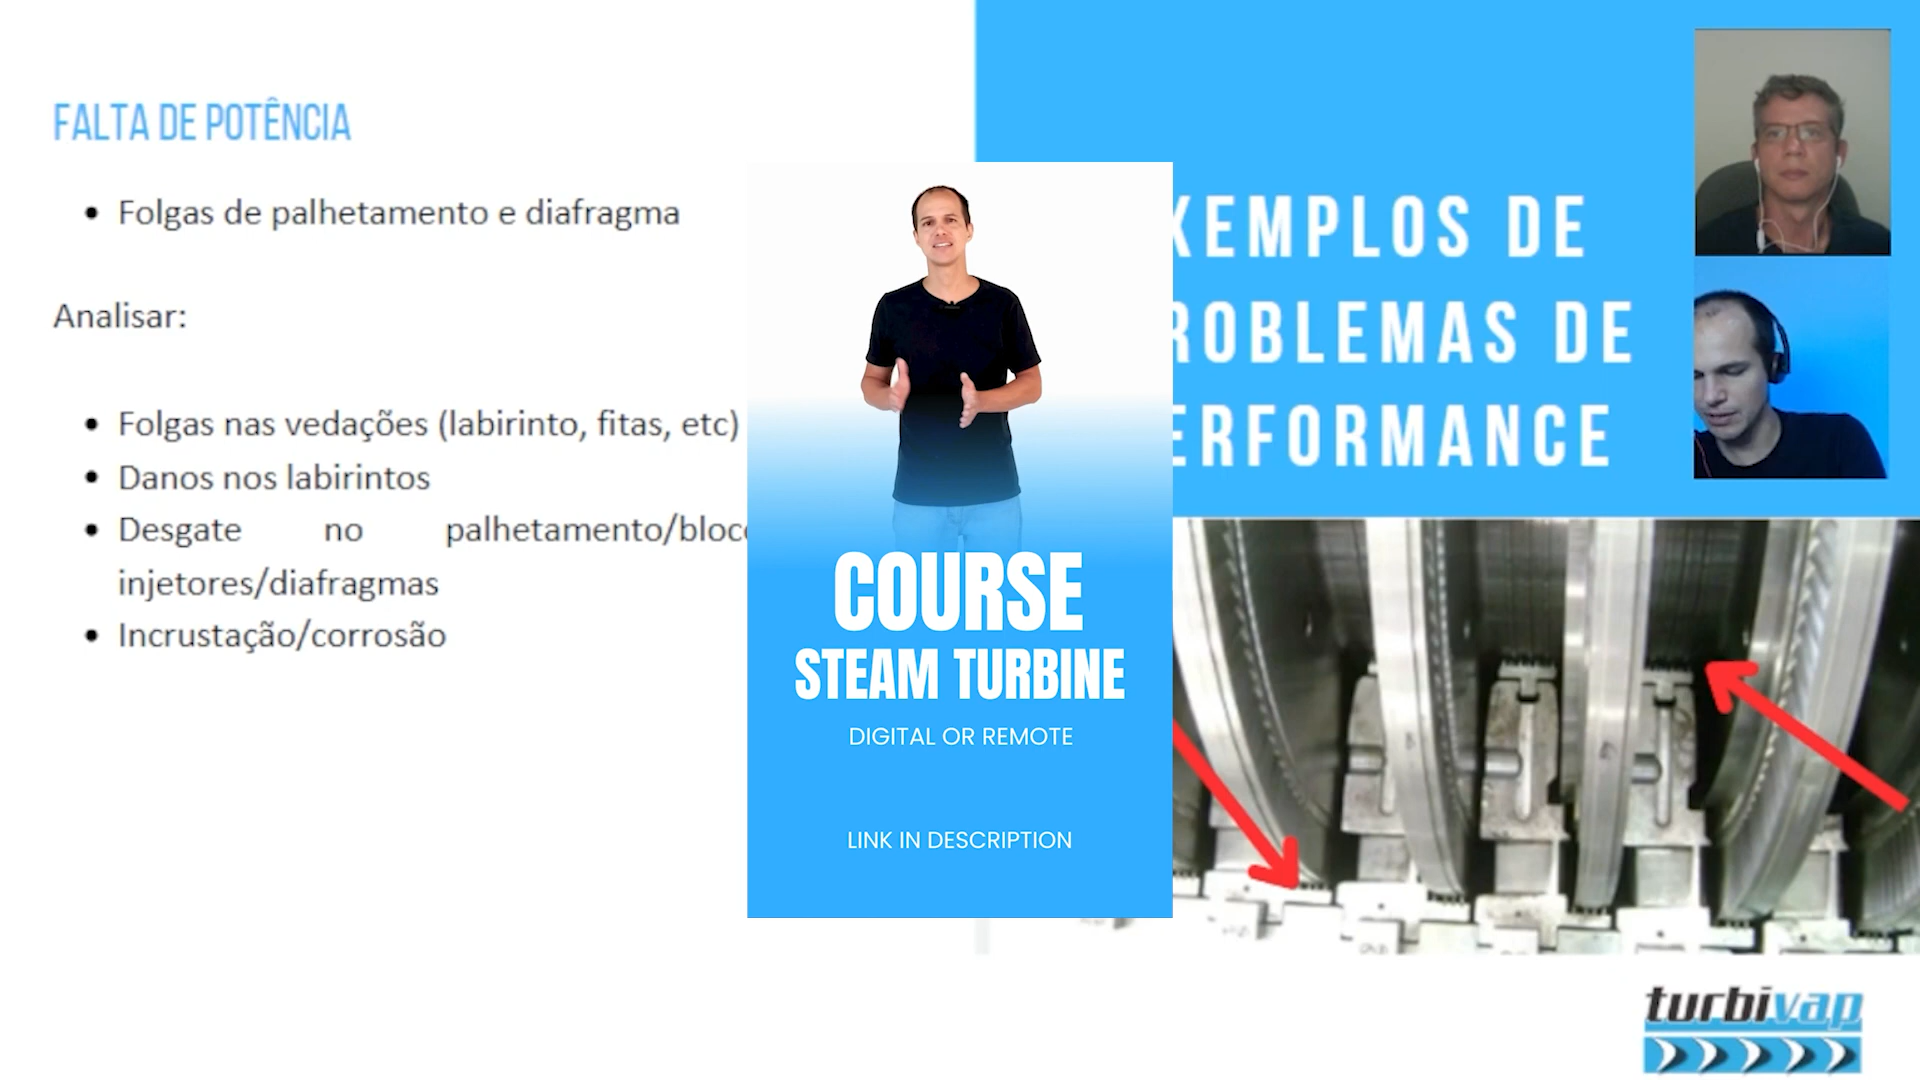 FALTA DE POTÊNCIA
Folgas de palhetamento e diafragma
Analisar:
Folgas nas vedações (labirinto, fitas, etc)
Danos nos labirintos
Desgate no palhetamento/bloco
injetores/diafragmas
Incrustação/corrosão
XEMPLOS DE
ROBLEMAS DE
ERFORMANCE
COURSE
STEAM TURBINE
DIGITAL OR REMOTE
LINK IN DESCRIPTION
turbivap